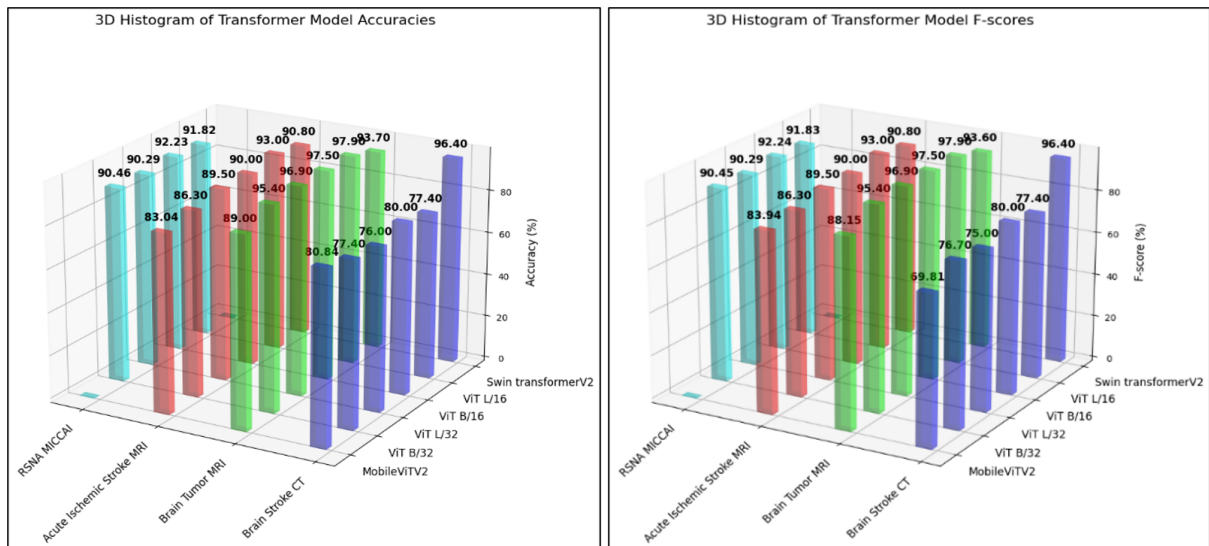 3D Histogram of Transformer Model Accuracies
91.82
92.23
90.29
90.46
90.80
93.00
90.00
89.50
86.30
83.04
93.70
97.90
97.50
96.90
95.40
89.00
96.40
77.40
80.00
76.00
77.40
80.84
80
60
40
20
0
Accuracy (%)
RSNA MICCAI
Acute Ischemic Stroke MRI
Brain Tumor MRI
Brain Stroke CT
Swin transformerV2
ViT L/16
ViT B/16
ViT L/32
ViT B/32
MobileViTV2
3D Histogram of Transformer Model F-scores
91.83
92.24
90.29
90.45
90.80
93.00
90.00
89.50
86.30
83.94
93.60
97.90
97.50
96.90
95.40
88.15
96.40
77.40
80.00
75.00
76.70
69.81
80
60
40
20
0
F-score (%)
RSNA MICCAI
Acute Ischemic Stroke MRI
Brain Tumor MRI
Brain Stroke CT
Swin transformerV2
ViT L/16
ViT B/16
ViT L/32
ViT B/32
MobileViTV2